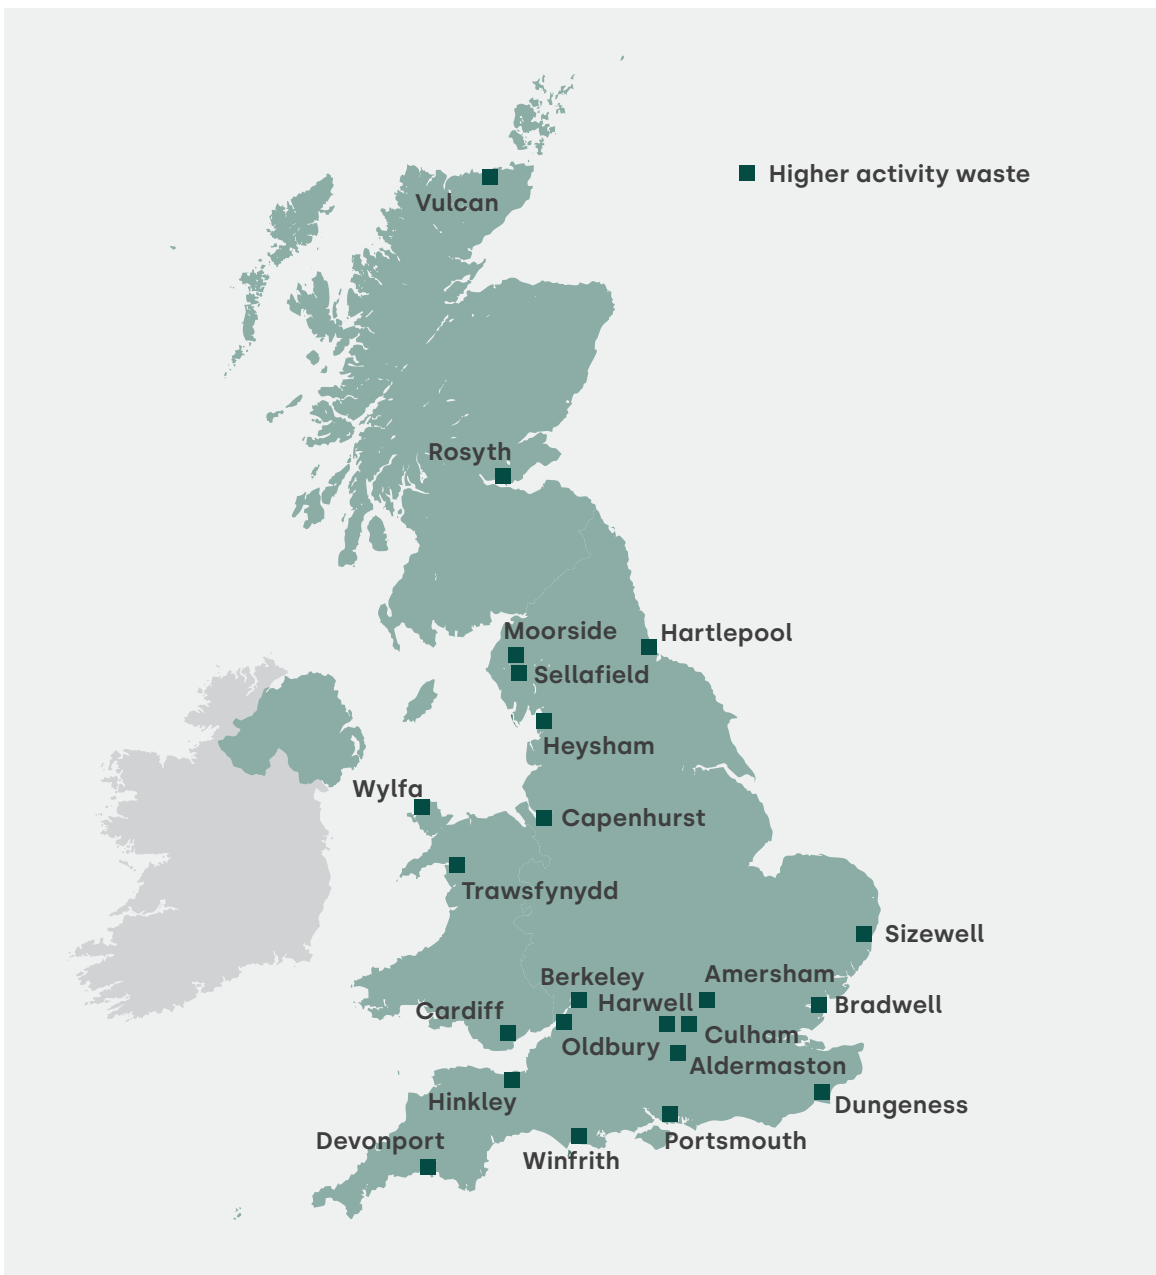 Higher activity waste
Vulcan
Rosyth
Moorside
Hartlepool
Sellafield
Heysham
Wylfa
Capenhurst
Trawsfynydd
Sizewell
Amersham
Berkeley
Harwell
Bradwell
Cardiff
Culham
Oldbury
Aldermaston
Hinkley
Dungeness
Devonport
Portsmouth
Winfrith